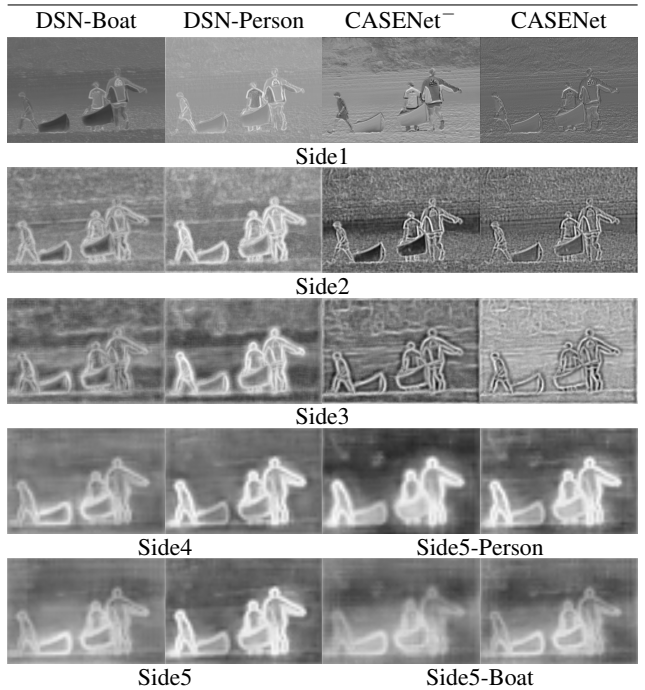 DSN-Boat DSN-Person CASENet⁻ CASENet
Side1
Side2
Side3
Side4 Side5-Person
Side5 Side5-Boat